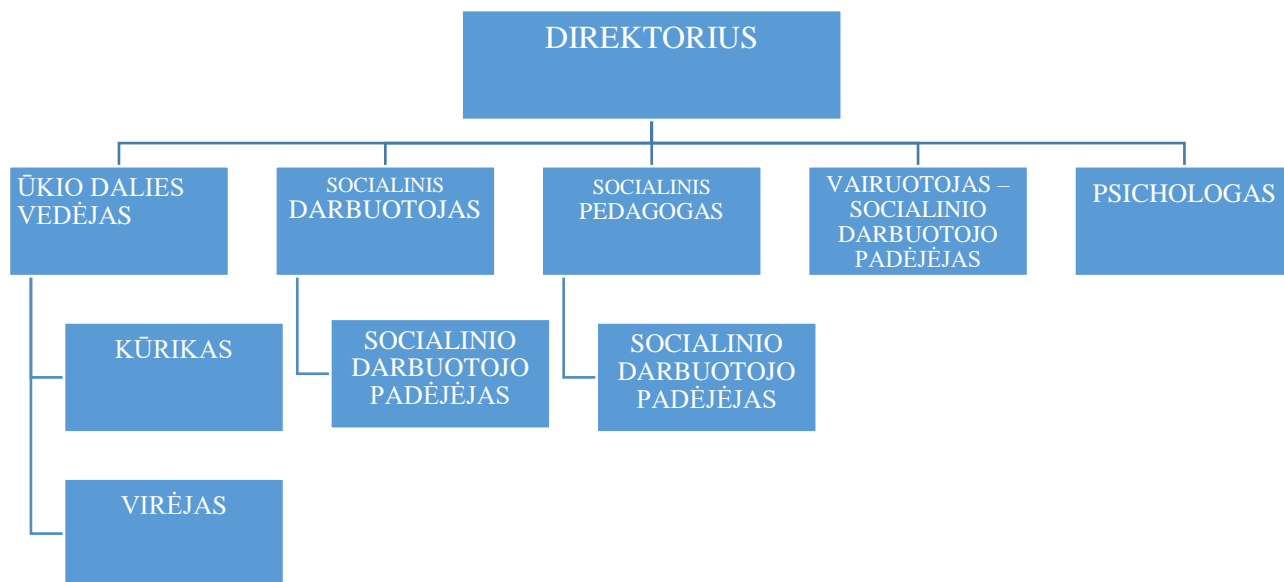 DIREKTORIUS
ŪKIO DALIES
VEDĖJAS
SOCIALINIS
DARBUOTOJAS
SOCIALINIS
PEDAGOGAS
VAIRUOTOJAS –
SOCIALINIO
DARBUOTOJO
PADĖJĖJAS
PSICHOLOGAS
KŪRIKAS
SOCIALINIO
DARBUOTOJO
PADĖJĖJAS
SOCIALINIO
DARBUOTOJO
PADĖJĖJAS
VIRĖJAS